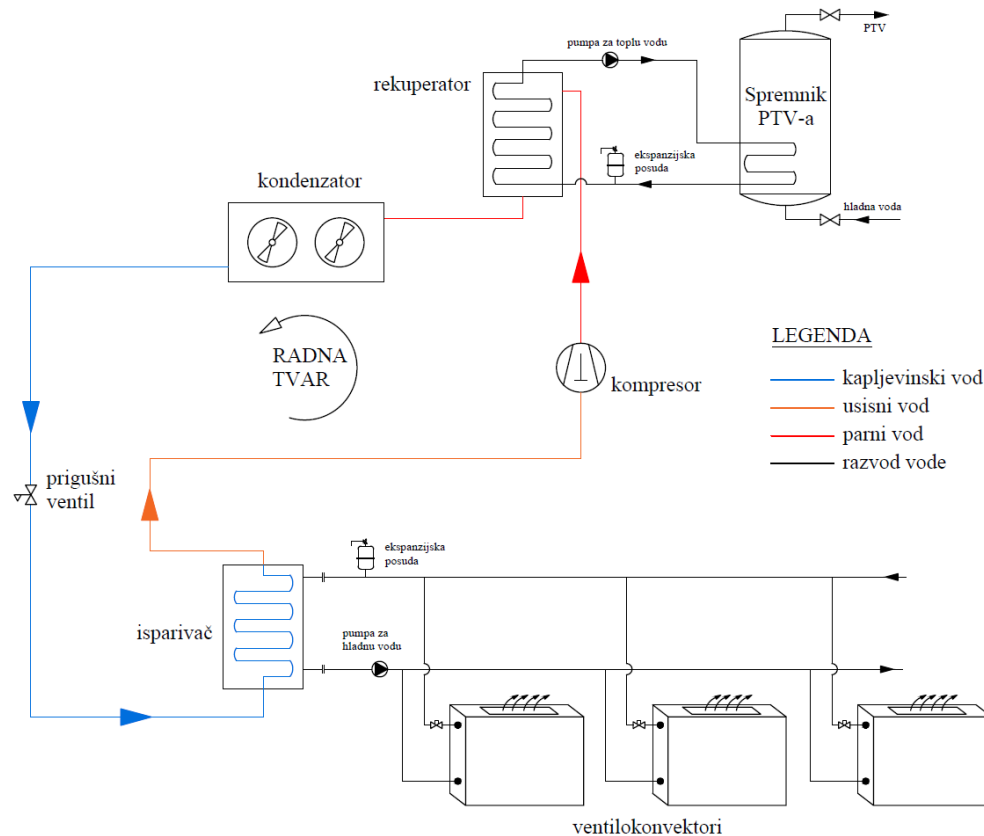 PTV
pumpa za toplu vodu
rekuperator
Spremnik
PTV-a
ekspanzijska
posuda
kondenzator
hladna voda
RADNA
TVAR
kompresor
LEGENDA
kapljevinski vod
usisni vod
parni vod
razvod vode
prigušni
ventil
ekspanzijska
posuda
isparivač
pumpa za
hladnu vodu
ventilokonvektori